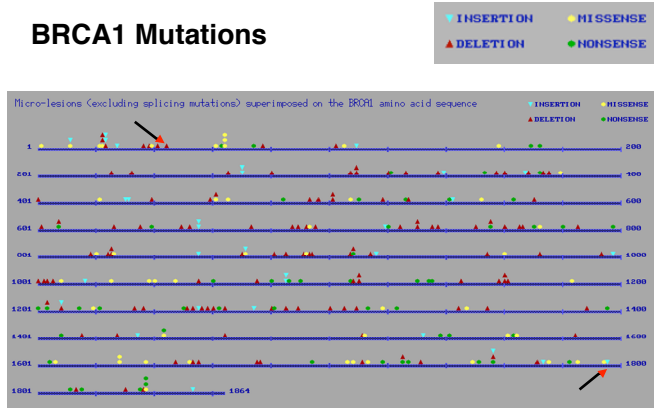 BRCA1 Mutations
INSERTION MISSENSE
DELETION NONSENSE
Micro-lesions (excluding splicing mutations) superimposed on the BRCA1 amino acid sequence
INSERTION MISSENSE
DELETION NONSENSE
1 200
201 400
401 600
601 800
801 1000
1001 1200
1201 1400
1401 1600
1601 1800
1801 1864